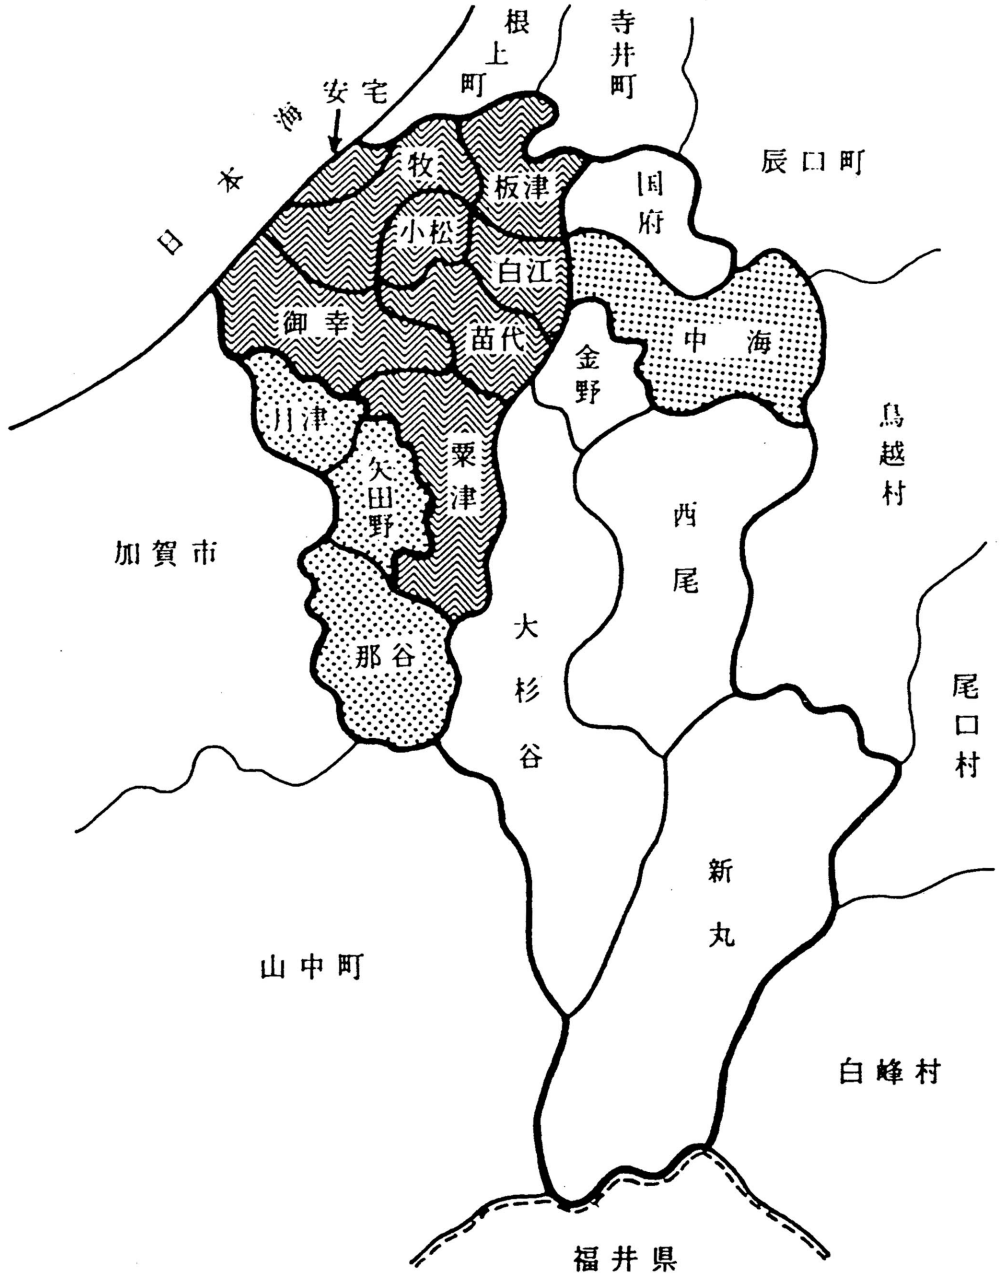 根上町
寺井町
安宅
日本海
辰口町
牧
板津
国府
小松
白江
御幸
苗代
中海
金野
月津
粟津
矢田野
鳥越村
加賀市
西尾
大杉谷
那谷
尾口村
新丸
山中町
白峰村
福井県